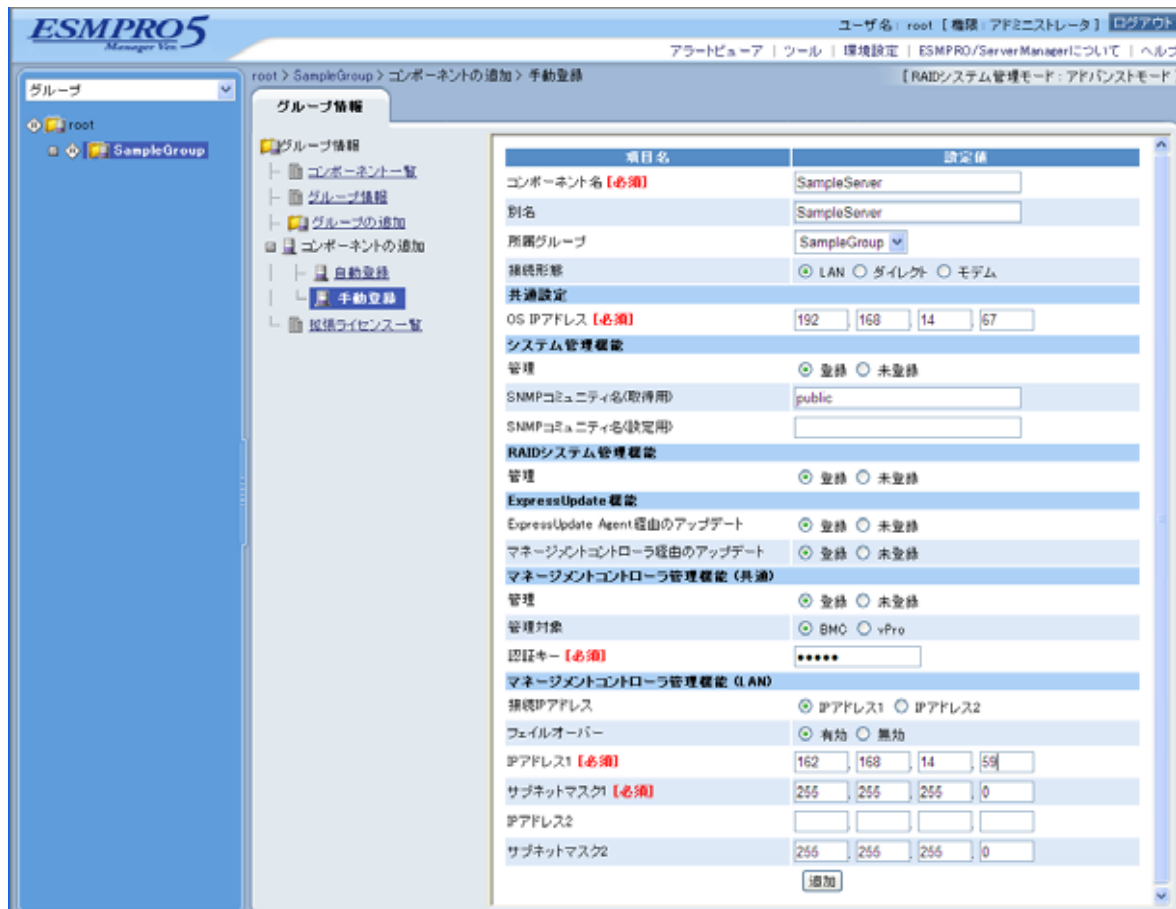 ESMPRO5
Manager Ver.
ユーザ名: root [ 権限 : アドミニストレータ ] ログアウト
アラートビューア | ツール | 環境設定 | ESMPRO/ServerManagerについて | ヘルプ
グループ
root
SampleGroup
root > SampleGroup > コンポーネントの追加 > 手動登録
[ RAIDシステム管理モード : アドバンストモード
グループ情報
グループ情報
コンポーネント一覧
グループ情報
グループの追加
コンポーネントの追加
自動登録
手動登録
拡張ライセンス一覧
項目名 設定値
コンポーネント名 [必須] SampleServer
別名 SampleServer
所属グループ SampleGroup
接続形態 LAN ダイレクト モデム
共通設定
OS IPアドレス [必須] 192 . 168 . 14 . 67
システム管理機能
管理 登録 未登録
SNMPコミュニティ名(取得用) public
SNMPコミュニティ名(設定用)
RAIDシステム管理機能
管理 登録 未登録
ExpressUpdate 機能
ExpressUpdate Agent経由のアップデート 登録 未登録
マネージメントコントローラ経由のアップデート 登録 未登録
マネージメントコントローラ管理機能 (共通)
管理 登録 未登録
管理対象 BMC vPro
認証キー [必須] •••••
マネージメントコントローラ管理機能 (LAN)
接続IPアドレス IPアドレス1 IPアドレス2
フェイルオーバー 有効 無効
IPアドレス1 [必須] 162 . 168 . 14 . 59
サブネットマスク1 [必須] 255 . 255 . 255 . 0
IPアドレス2 . . .
サブネットマスク2 255 . 255 . 255 . 0
追加